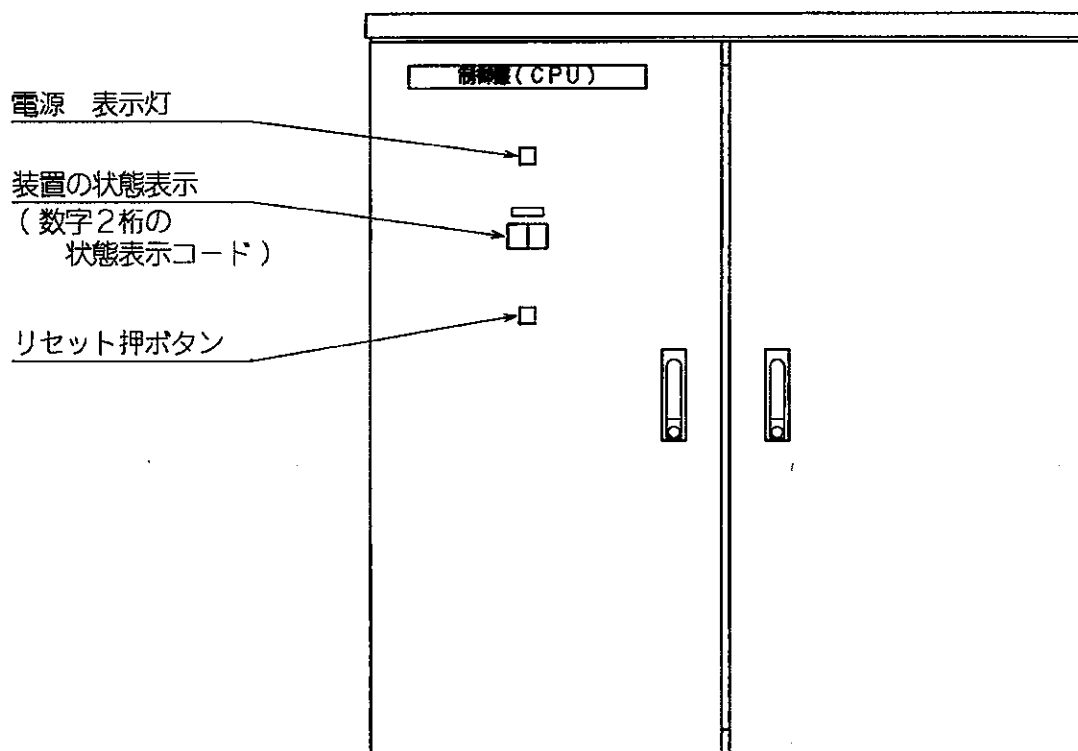 制御盤(CPU)
電源 表示灯
装置の状態表示
(数字2桁の
状態表示コード)
リセット押ボタン